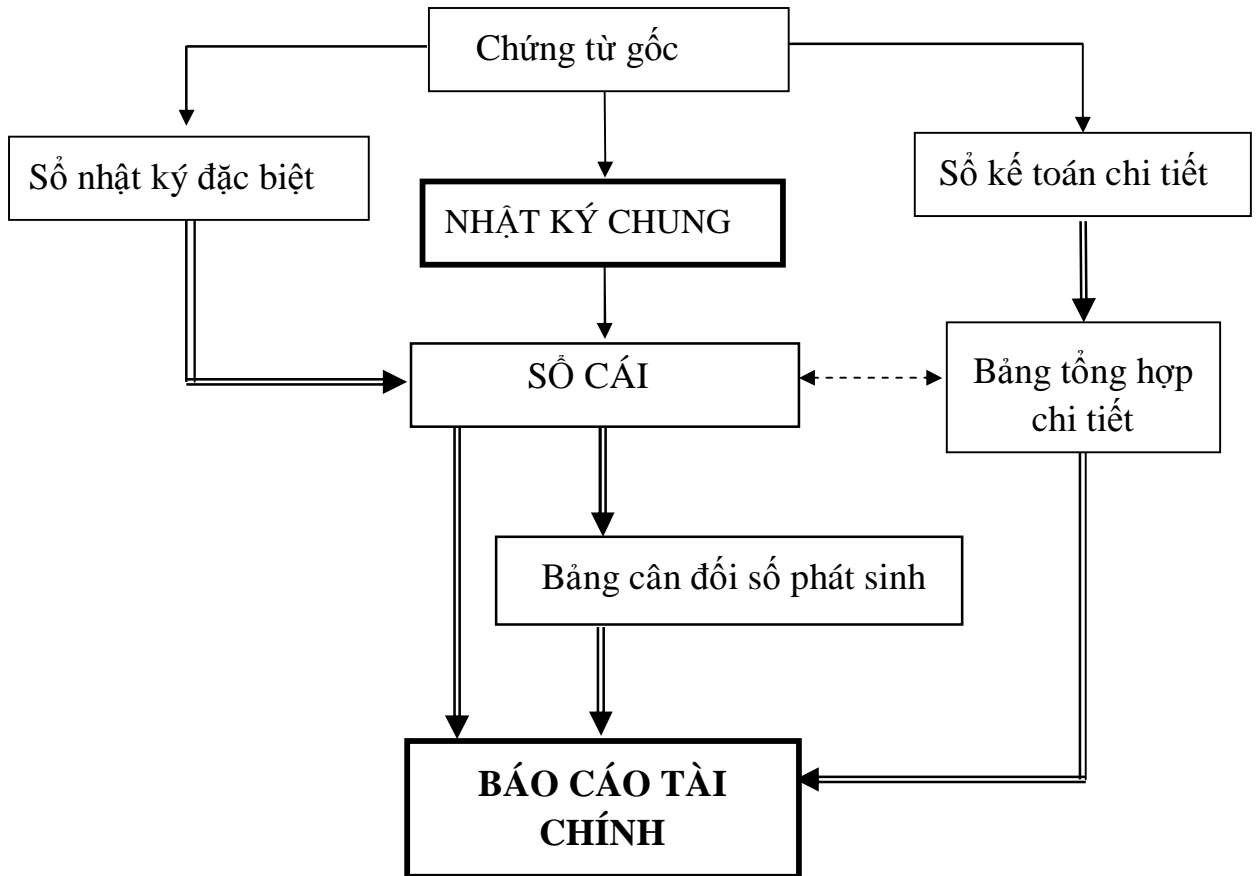 Chứng từ gốc
Sổ nhật ký đặc biệt
Sổ kế toán chi tiết
NHẬT KÝ CHUNG
SỔ CÁI
Bảng tổng hợp
chi tiết
Bảng cân đối số phát sinh
BÁO CÁO TÀI
CHÍNH